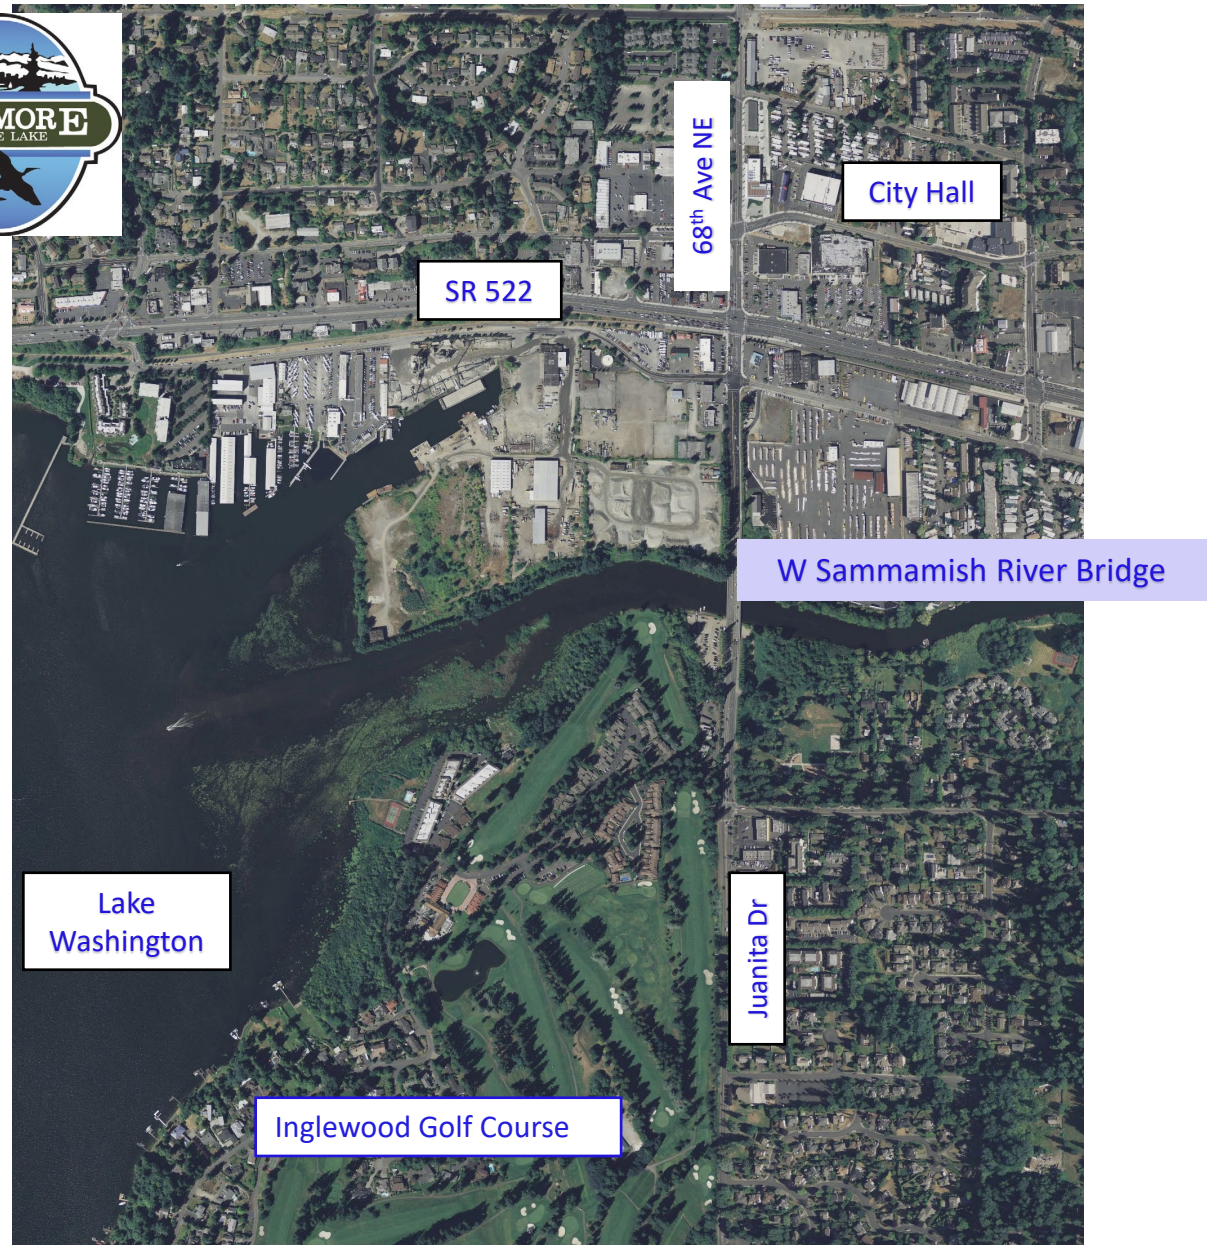 MORE
E LAKE
68th Ave NE
City Hall
SR 522
W Sammamish River Bridge
Lake
Washington
Juanita Dr
Inglewood Golf Course